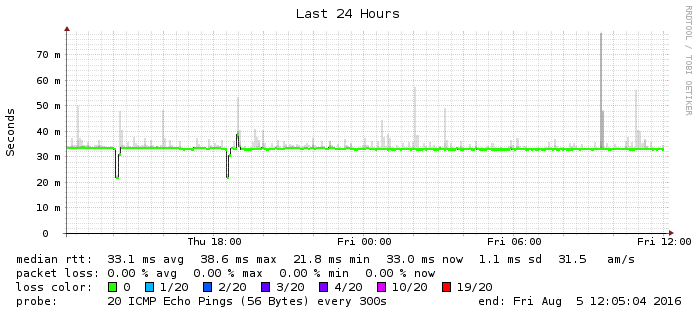 Last 24 Hours
RRDTOOL / TOBI OETIKER
Seconds
70 m
60 m
50 m
40 m
30 m
20 m
10 m
0
Thu 18:00 Fri 00:00 Fri 06:00 Fri 12:00
median rtt: 33.1 ms avg 38.6 ms max 21.8 ms min 33.0 ms now 1.1 ms sd 31.5 am/s
packet loss: 0.00 % avg 0.00 % max 0.00 % min 0.00 % now
loss color: 0 1/20 2/20 3/20 4/20 10/20 19/20
probe: 20 ICMP Echo Pings (56 Bytes) every 300s end: Fri Aug 5 12:05:04 2016